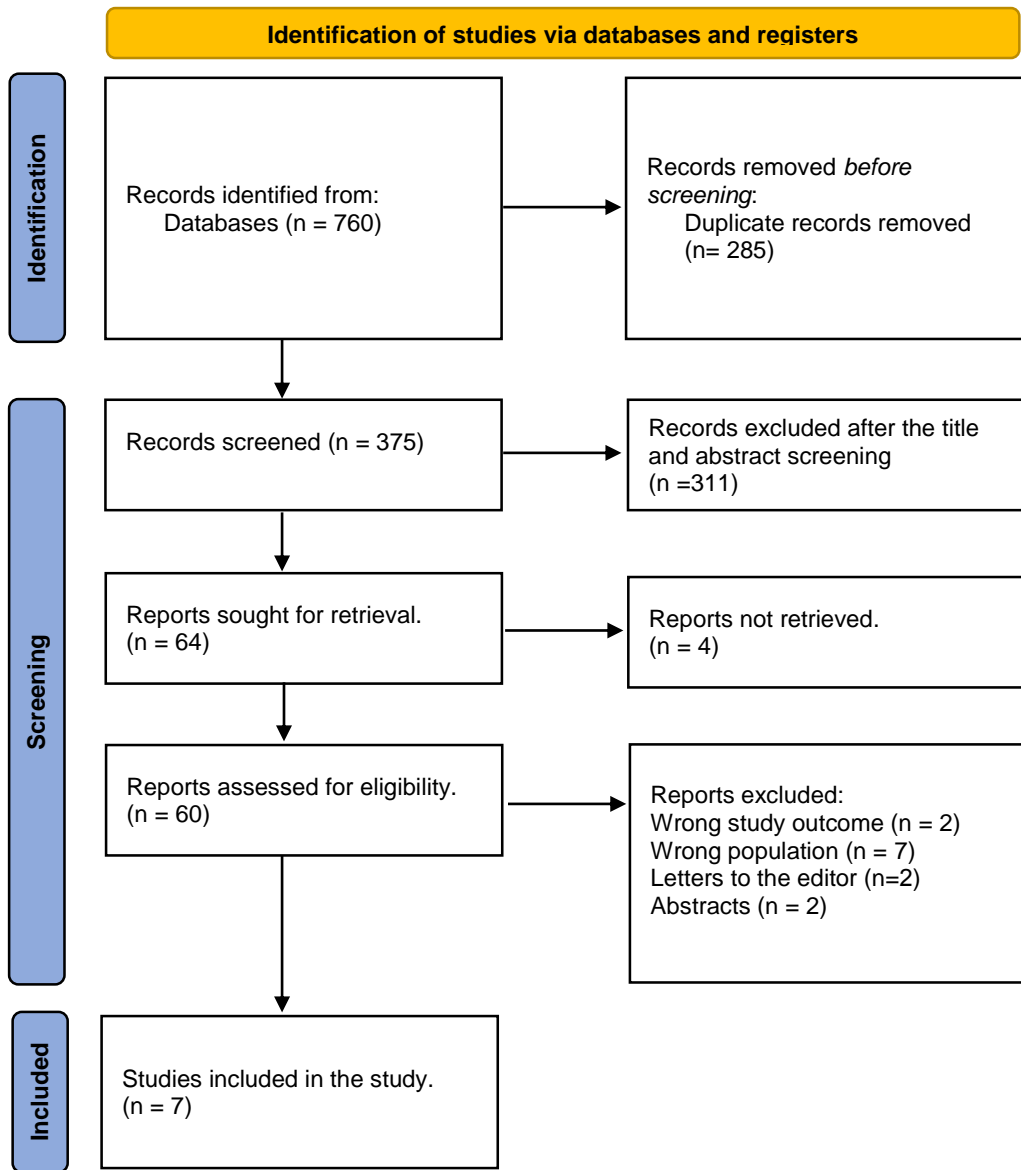 Identification of studies via databases and registers
Identification
Records identified from:
Databases (n = 760)
Records removed before
screening:
Duplicate records removed
(n= 285)
Screening
Records screened (n = 375)
Records excluded after the title
and abstract screening
(n =311)
Reports sought for retrieval.
(n = 64)
Reports not retrieved.
(n = 4)
Reports assessed for eligibility.
(n = 60)
Reports excluded:
Wrong study outcome (n = 2)
Wrong population (n = 7)
Letters to the editor (n=2)
Abstracts (n = 2)
Included
Studies included in the study.
(n = 7)